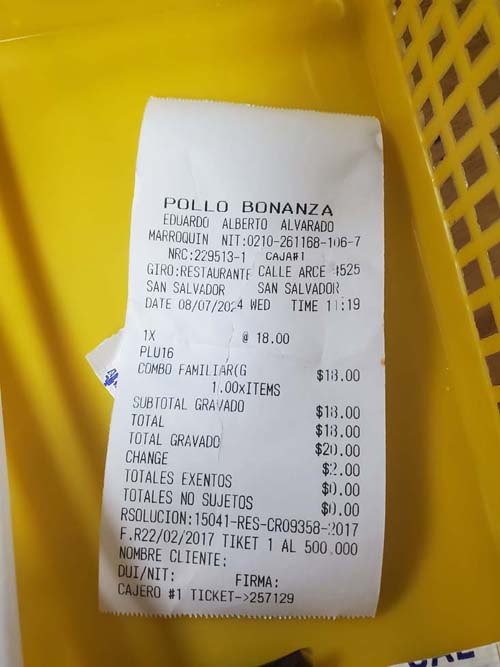 POLLO BONANZA
EDUARDO ALBERTO ALVARADO
MARROQUIN NIT:0210-261168-106-7
NRC:229513-1 CAJA#1
GIRO:RESTAURANTE CALLE ARCE #525
SAN SALVADOR SAN SALVADOR
DATE 08/07/2024 WED TIME 11:19
1X @ 18.00
PLU16
COMBO FAMILIAR(G $18.00
1.00xITEMS
SUBTOTAL GRAVADO $18.00
TOTAL $18.00
TOTAL GRAVADO $20.00
CHANGE $2.00
TOTALES EXENTOS $0.00
TOTALES NO SUJETOS $0.00
RSOLUCION:15041-RES-CR09358-2017
F.R22/02/2017 TIKET 1 AL 500.000
NOMBRE CLIENTE:
DUI/NIT: FIRMA:
CAJERO #1 TICKET->257129